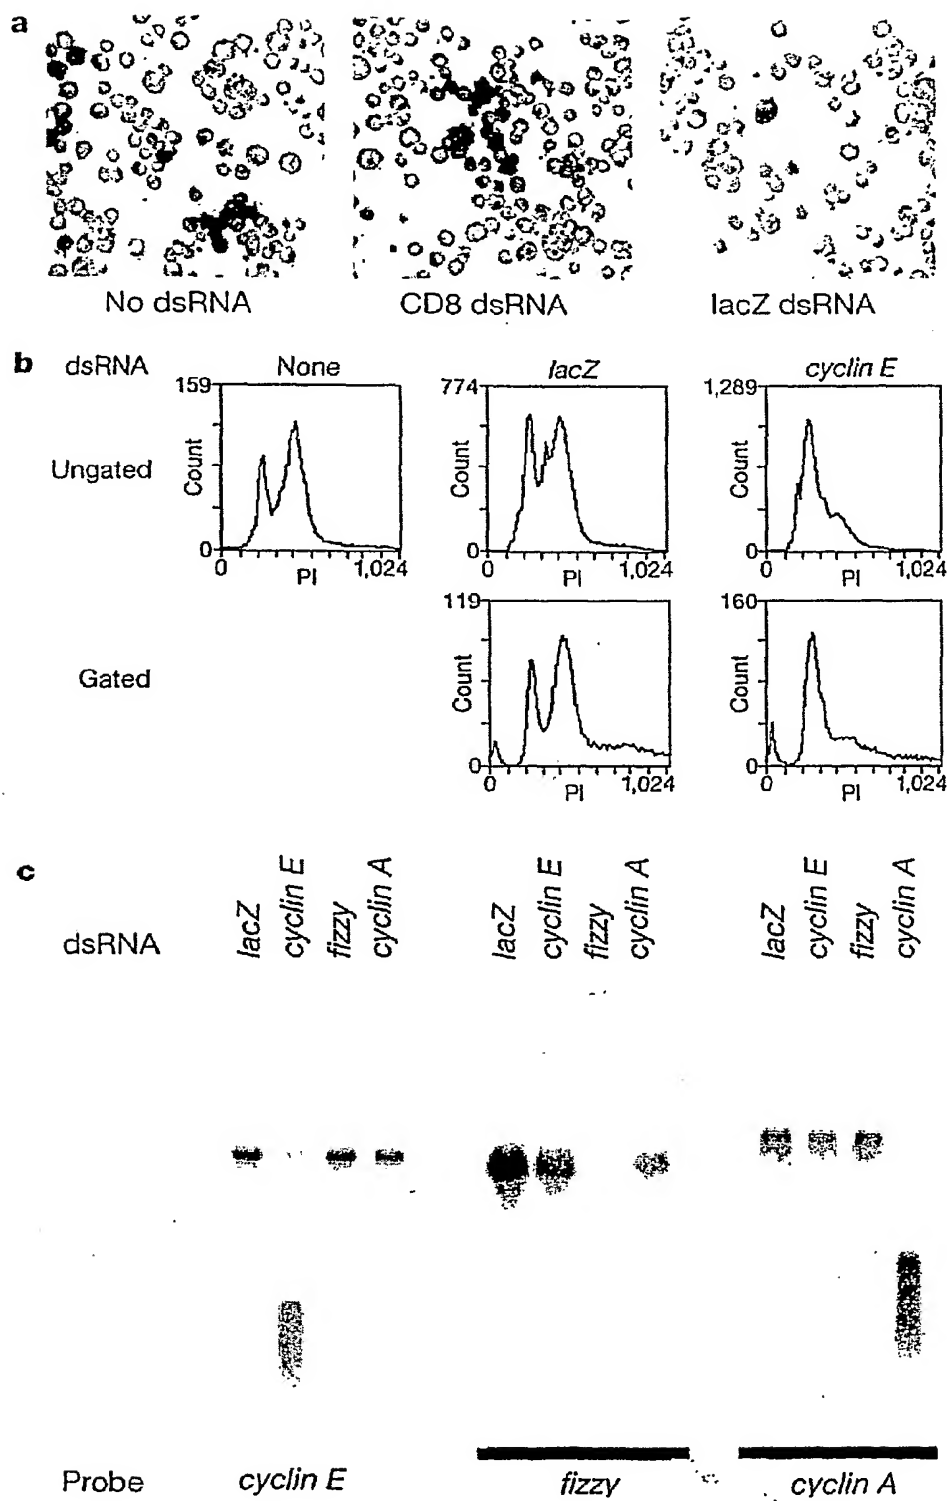 a
No dsRNA CD8 dsRNA lacZ dsRNA
b dsRNA None lacZ cyclin E
159 774 1,289
Ungated Count Count Count
0 0 0
0 PI 1,024 0 PI 1,024 0 PI 1,024
119 160
Gated Count Count
0 0
0 PI 1,024 0 PI 1,024
c
dsRNA lacZ cyclin E fizzy cyclin A lacZ cyclin E fizzy cyclin A lacZ cyclin E fizzy cyclin A
Probe cyclin E fizzy cyclin A